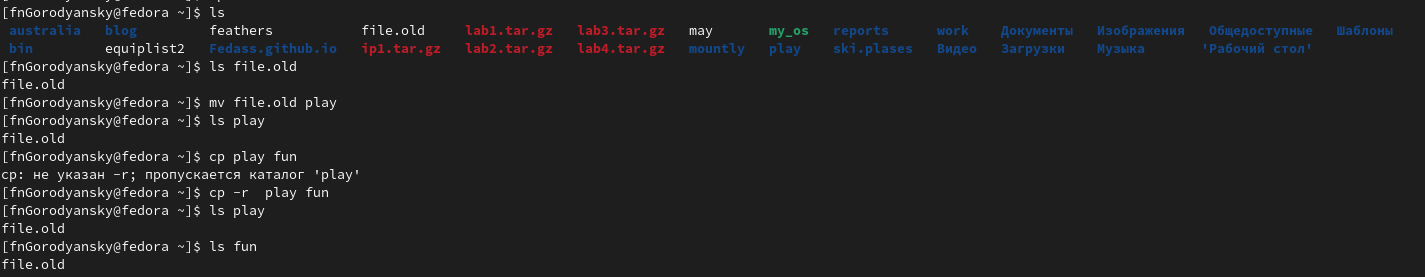 [fnGorodyansky@fedora ~]$ ls
australia blog feathers file.old lab1.tar.gz lab3.tar.gz may my_os reports work Документы Изображения Общедоступные Шаблоны
bin equiplist2 Fedass.github.io ip1.tar.gz lab2.tar.gz lab4.tar.gz mountly play ski.plases Видео Загрузки Музыка 'Рабочий стол'
[fnGorodyansky@fedora ~]$ ls file.old
file.old
[fnGorodyansky@fedora ~]$ mv file.old play
[fnGorodyansky@fedora ~]$ ls play
file.old
[fnGorodyansky@fedora ~]$ cp play fun
cp: не указан -r; пропускается каталог 'play'
[fnGorodyansky@fedora ~]$ cp -r  play fun
[fnGorodyansky@fedora ~]$ ls play
file.old
[fnGorodyansky@fedora ~]$ ls fun
file.old